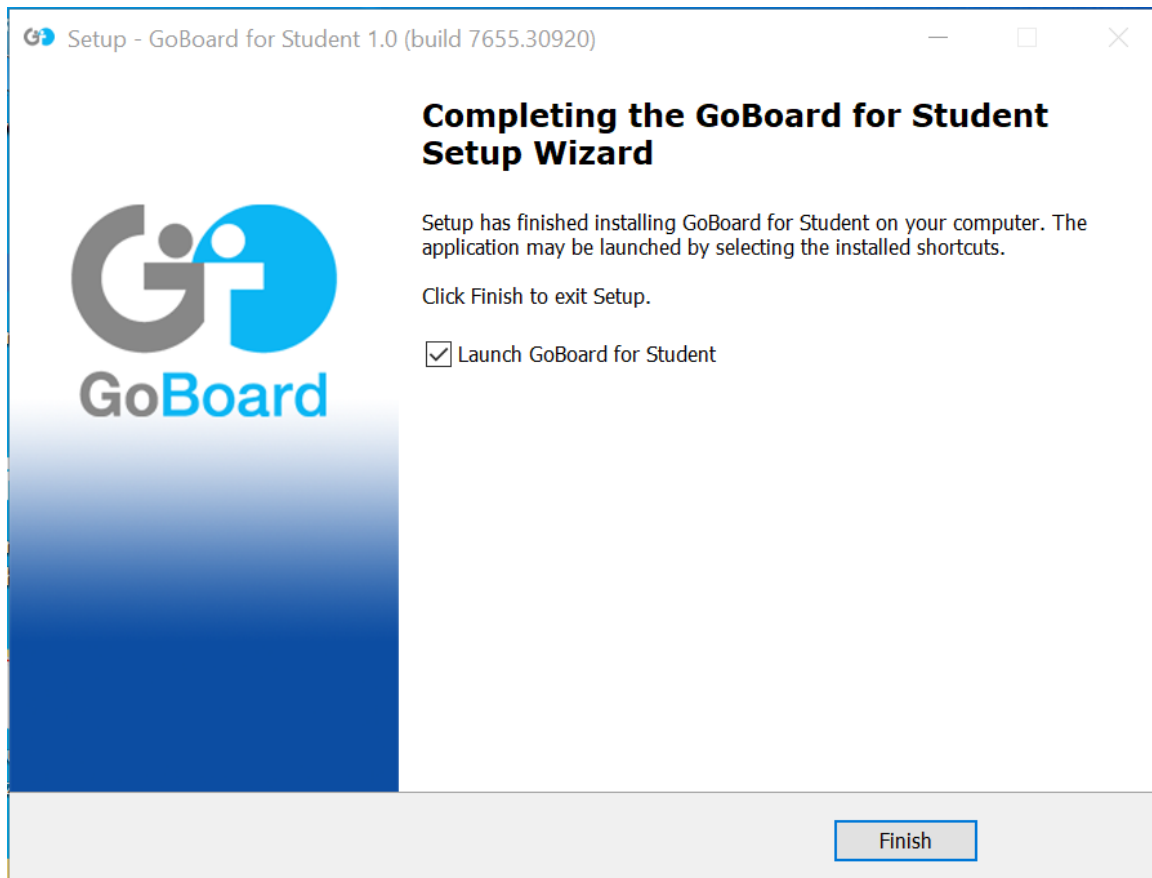 Setup - GoBoard for Student 1.0 (build 7655.30920)
Completing the GoBoard for Student
Setup Wizard
Setup has finished installing GoBoard for Student on your computer. The
application may be launched by selecting the installed shortcuts.
Click Finish to exit Setup.
Launch GoBoard for Student
GoBoard
Finish